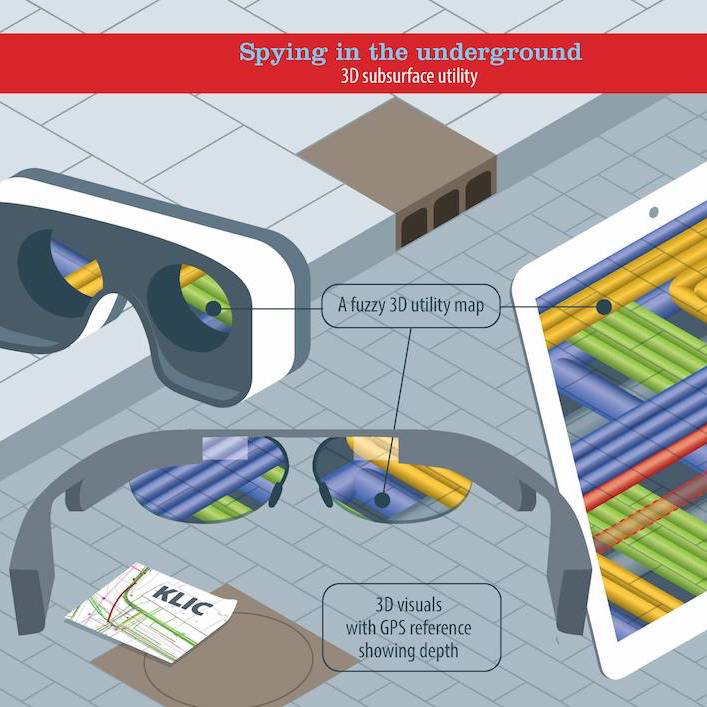 Spying in the underground
3D subsurface utility
A fuzzy 3D utility map
KLIC
3D visuals
with GPS reference
showing depth